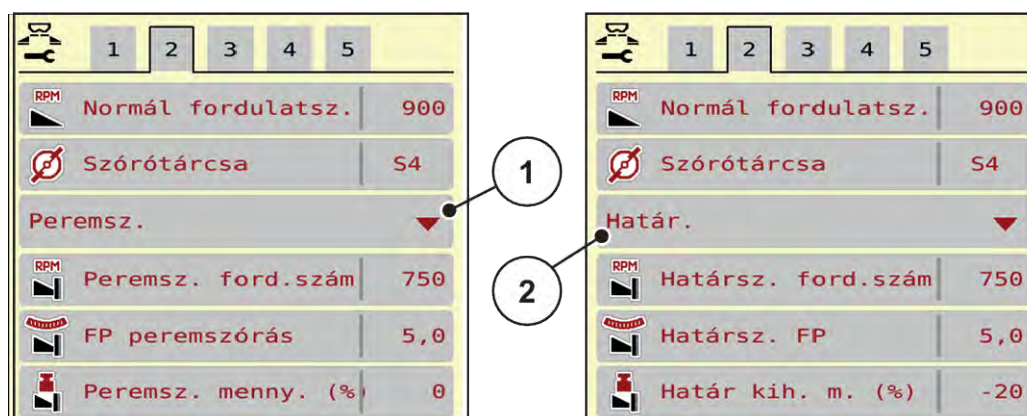 1 2 3 4 5
RPM
Normál fordulatsz. 900
Szórótárcsa S4
Peremsz.
RPM
Peremsz. ford.szám 750
FP peremszórás 5,0
Peremsz. menny. (%) 0
1
2
1 2 3 4 5
RPM
Normál fordulatsz. 900
Szórótárcsa S4
Határ.
RPM
Határsz. ford.szám 750
Határsz. FP 5,0
Határ kih. m. (%) -20